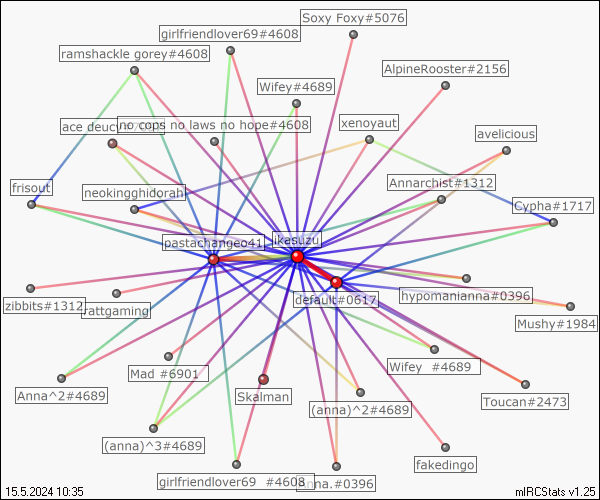 Soxy Foxy#5076
girlfriendlover69#4608
ramshackle gorey#4608
AlpineRooster#2156
Wifey#4689
ace deucy
no cops no laws no hope#4608
xenoyaut
avelicious
frisout
neokingghidorah
Annarchist#1312
Cypha#1717
pastachangeo41
ikesuzu
default#0617
hypomanianna#0396
zibbits#1312
rattgaming
Mushy#1984
Mad #6901
Wifey #4689
Anna^2#4689
Skalman
(anna)^2#4689
Toucan#2473
(anna)^3#4689
fakedingo
girlfriendlover69 #4608
nna.#0396
15.5.2024 10:35
mIRCStats v1.25